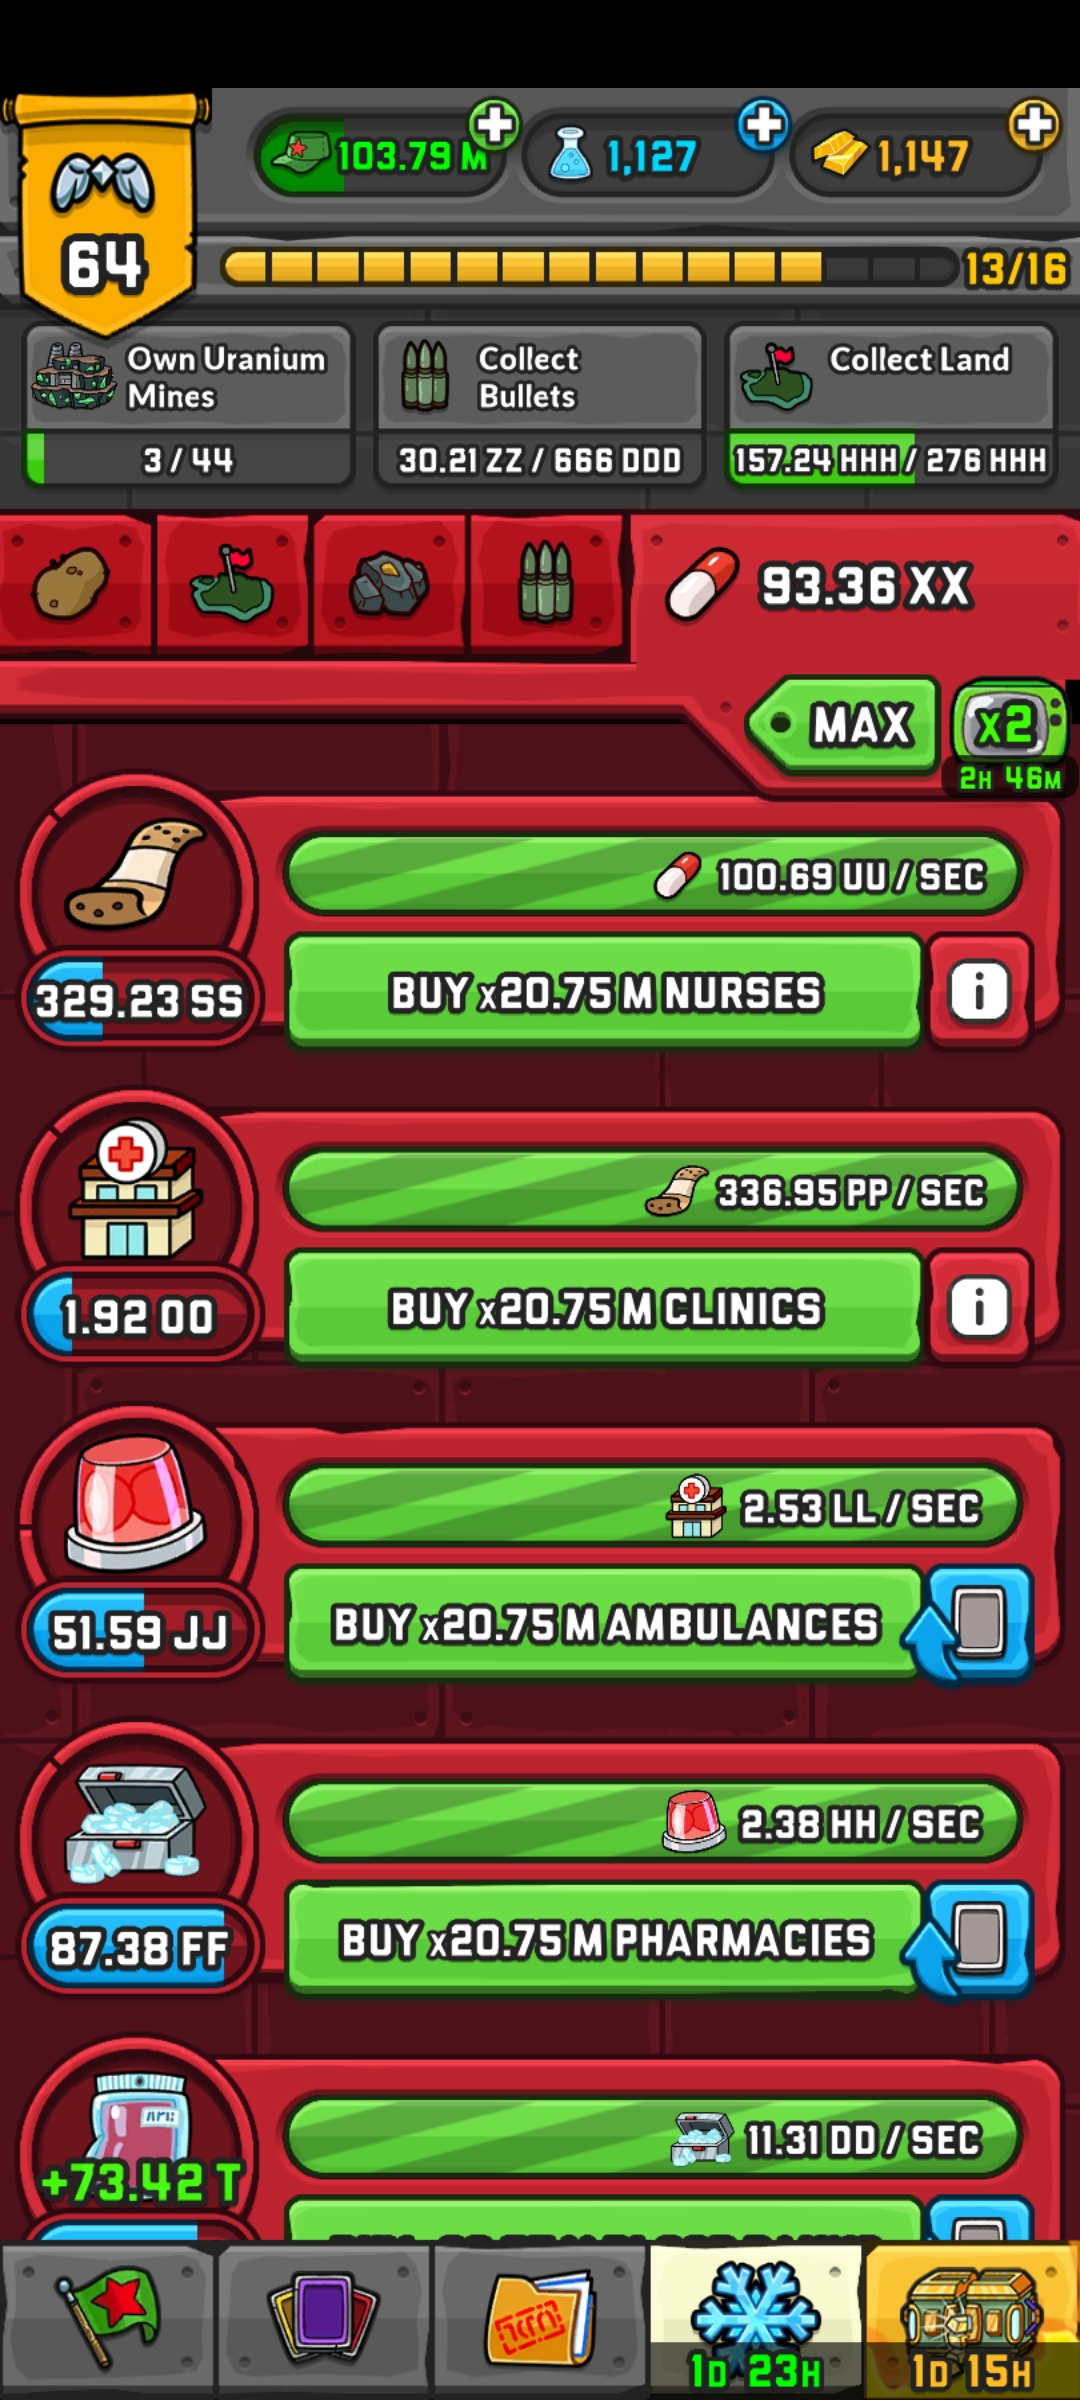 103.79 M
1,127
1,147
64
13/16
Own Uranium
Mines
3 / 44
Collect
Bullets
30.21 ZZ / 666 DDD
Collect Land
157.24 HHH / 276 HHH
93.36 XX
MAX
x2
2H 46M
100.69 UU / SEC
329.23 SS
BUY x20.75 M NURSES
i
336.95 PP / SEC
1.92 OO
BUY x20.75 M CLINICS
i
2.53 LL / SEC
51.59 JJ
BUY x20.75 M AMBULANCES
2.38 HH / SEC
87.38 FF
BUY x20.75 M PHARMACIES
11.31 DD / SEC
+73.42 T
1D 23H
1D 15H